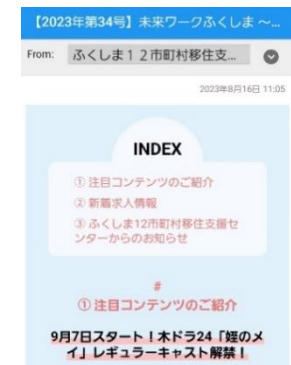 【2023年第34号】未来ワークふくしま ～...
From: ふくしま12市町村移住支...
2023年8月16日 11:05
INDEX
① 注目コンテンツのご紹介
② 新着求人情報
③ ふくしま12市町村移住支援セ
ンターからのお知らせ
#
① 注目コンテンツのご紹介
9月7日スタート！木ドラ24「姪のメ
イ」レギュラーキャスト解禁！